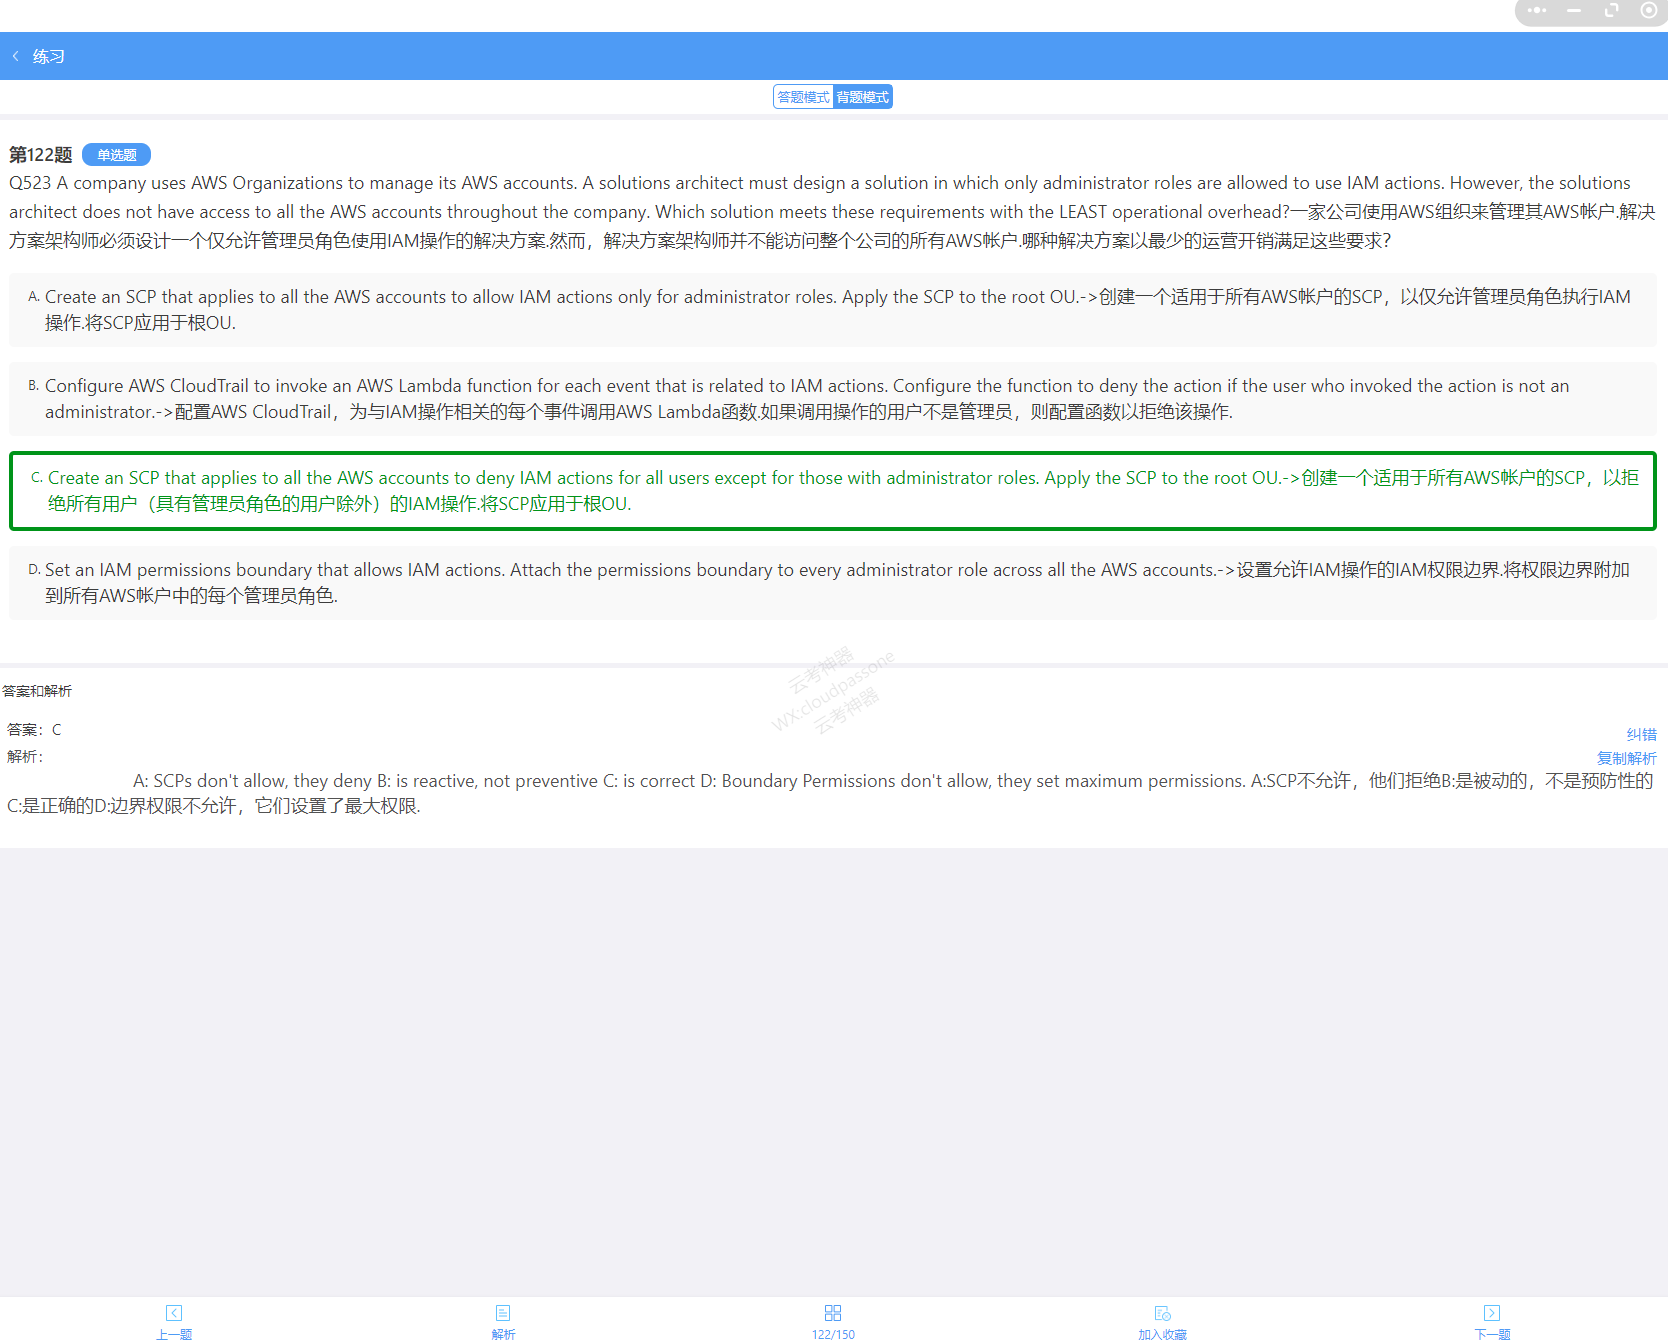 练习
答题模式 背题模式
第122题 单选题
Q523 A company uses AWS Organizations to manage its AWS accounts. A solutions architect must design a solution in which only administrator roles are allowed to use IAM actions. However, the solutions
architect does not have access to all the AWS accounts throughout the company. Which solution meets these requirements with the LEAST operational overhead?一家公司使用AWS组织来管理其AWS帐户.解决
方案架构师必须设计一个仅允许管理员角色使用IAM操作的解决方案.然而，解决方案架构师并不能访问整个公司的所有AWS帐户.哪种解决方案以最少的运营开销满足这些要求?
A. Create an SCP that applies to all the AWS accounts to allow IAM actions only for administrator roles. Apply the SCP to the root OU.->创建一个适用于所有AWS帐户的SCP，以仅允许管理员角色执行IAM
操作.将SCP应用于根OU.
B. Configure AWS CloudTrail to invoke an AWS Lambda function for each event that is related to IAM actions. Configure the function to deny the action if the user who invoked the action is not an
administrator.->配置AWS CloudTrail，为与IAM操作相关的每个事件调用AWS Lambda函数.如果调用操作的用户不是管理员，则配置函数以拒绝该操作.
C. Create an SCP that applies to all the AWS accounts to deny IAM actions for all users except for those with administrator roles. Apply the SCP to the root OU.->创建一个适用于所有AWS帐户的SCP，以拒
绝所有用户（具有管理员角色的用户除外）的IAM操作.将SCP应用于根OU.
D. Set an IAM permissions boundary that allows IAM actions. Attach the permissions boundary to every administrator role across all the AWS accounts.->设置允许IAM操作的IAM权限边界.将权限边界附加
到所有AWS帐户中的每个管理员角色.
云考神器
WX:cloudpassone
云考神器
答案和解析
答案：C
纠错
解析：
复制解析
A: SCPs don't allow, they deny B: is reactive, not preventive C: is correct D: Boundary Permissions don't allow, they set maximum permissions. A:SCP不允许，他们拒绝B:是被动的，不是预防性的
C:是正确的D:边界权限不允许，它们设置了最大权限.
上一题 解析 122/150 加入收藏 下一题